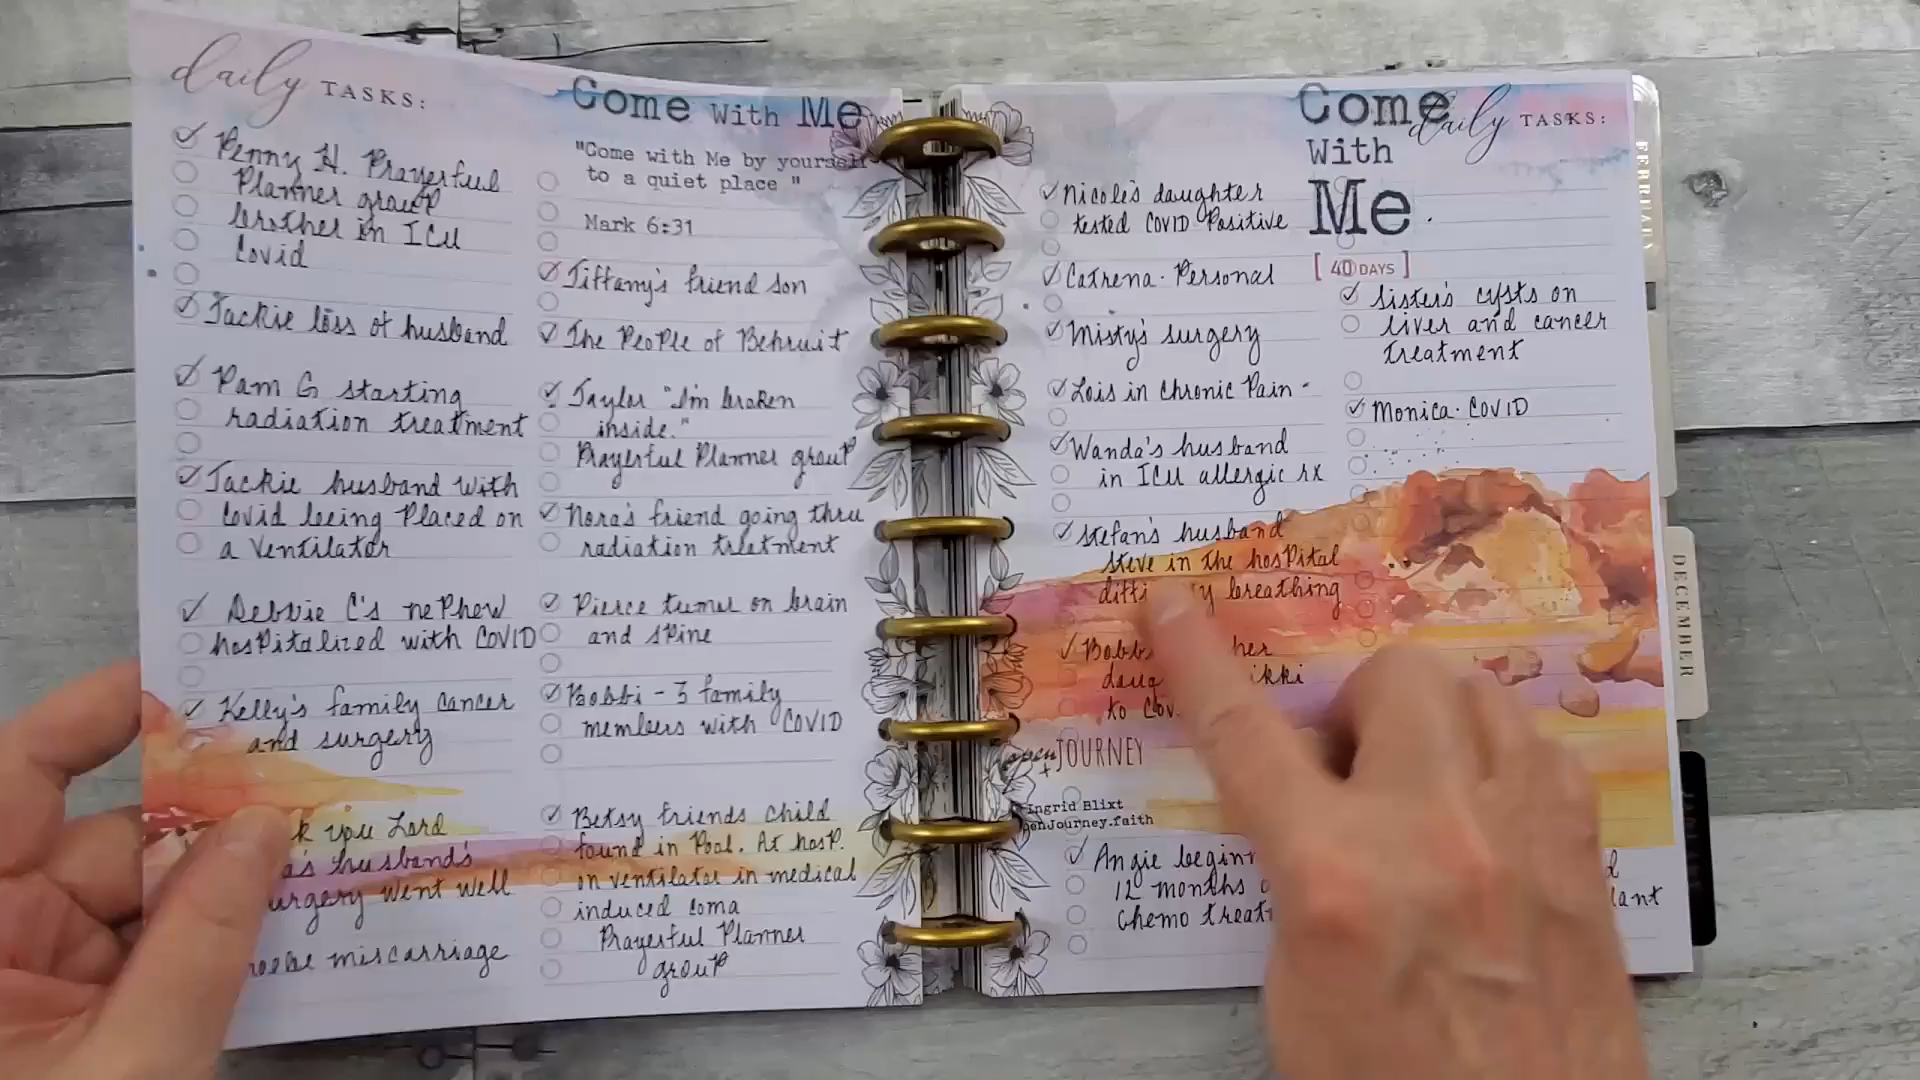 daily TASKS:
Penny H. Prayerful
Planner group
brother in ICU
Covid
Jackie loss of husband
Pam G starting
radiation treatment
Jackie husband with
Covid being Placed on
a Ventilator
Debbie C's nephew
hospitalized with COVID
Kelly's family cancer
and surgery
you Lord
husband's
urgery went well
miscarriage
Come with Me
"Come with Me by yourself
to a quiet place "
Mark 6:31
Tiffany's friend son
The People of Behruit
Taylor "I'm broken
inside."
Prayerful Planner group
Nora's friend going thru
radiation treatment
Pierce tumor on brain
and spine
Bobbi - 3 family
members with COVID
Betsy friends child
found in Pool. At hosp.
on ventilator in medical
induced coma
Prayerful Planner
group
Come
With
Me
daily TASKS:
[40 DAYS]
Nicole's daughter
tested COVID Positive
Catrena - Personal
Misty's surgery
Lois in Chronic Pain -
Wanda's husband
in ICU allergic rx
Stefan's husband
Steve in the hospital
breathing
her
to
open JOURNEY
+
Ingrid Blixt
enJourney.faith
Angie
12 months
chemo
Sister's cysts on
liver and cancer
treatment
Monica - COVID
lant
FEBRUARY
DECEMBER